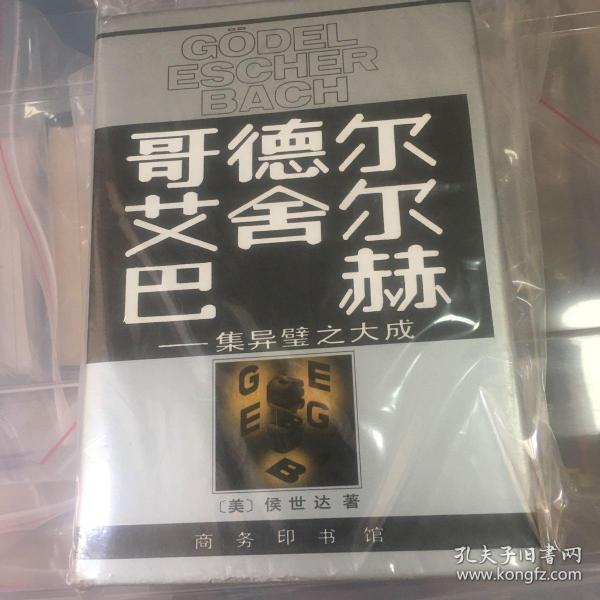 GÖDEL
ESCHER
BACH
哥德尔
艾舍尔
巴 赫
——集异璧之大成
G E
E G
B
〔美〕侯世达 著
商务印书馆
孔夫子旧书网
www.kongfz.com